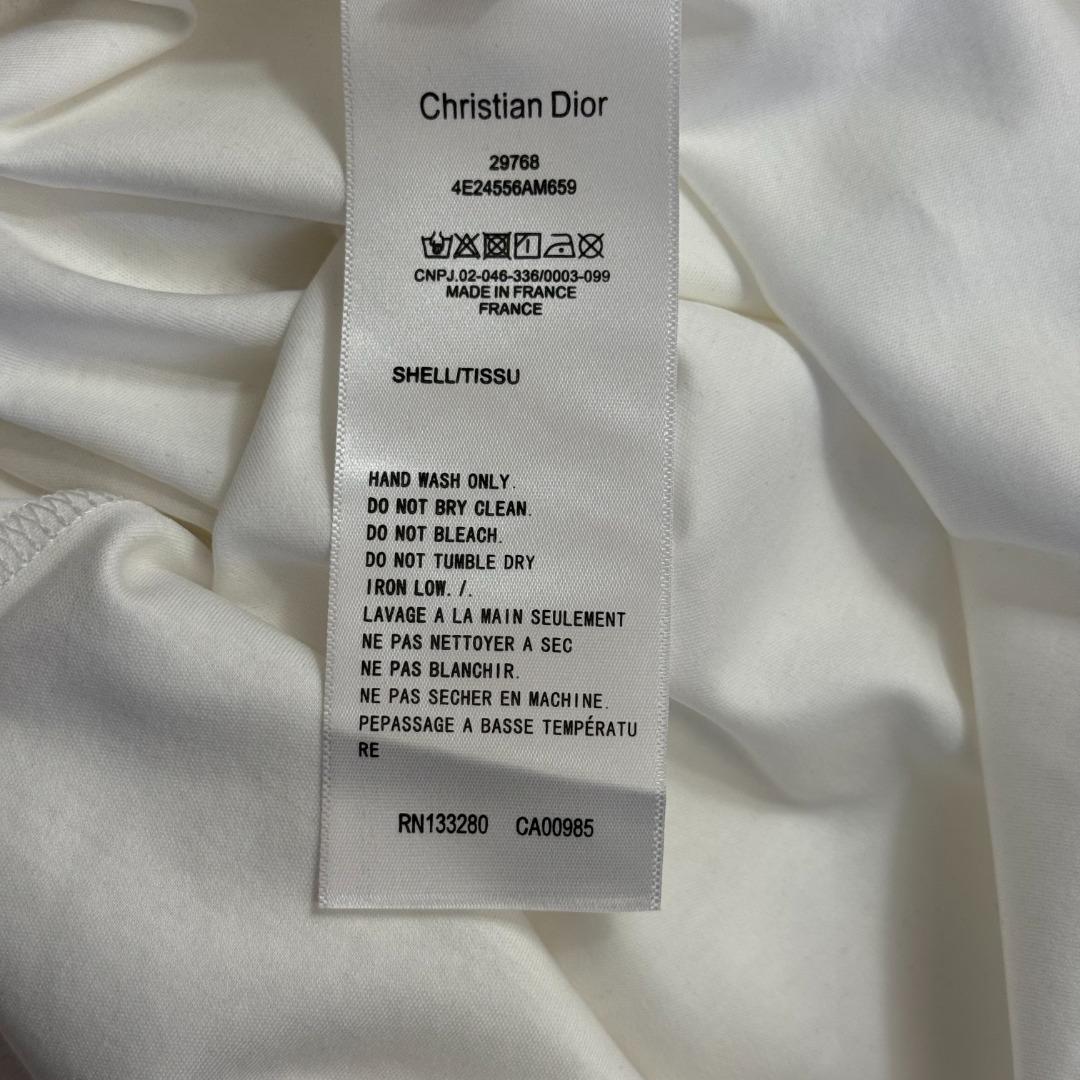 Christian Dior
29768
4E24556AM659
CNPJ.02-046-336/0003-099
MADE IN FRANCE
FRANCE
SHELL/TISSU
HAND WASH ONLY.
DO NOT BRY CLEAN.
DO NOT BLEACH.
DO NOT TUMBLE DRY
IRON LOW. /.
LAVAGE A LA MAIN SEULEMENT
NE PAS NETTOYER A SEC
NE PAS BLANCHIR.
NE PAS SECHER EN MACHINE.
PEPASSAGE A BASSE TEMPÉRATU
RE
RN133280 CA00985